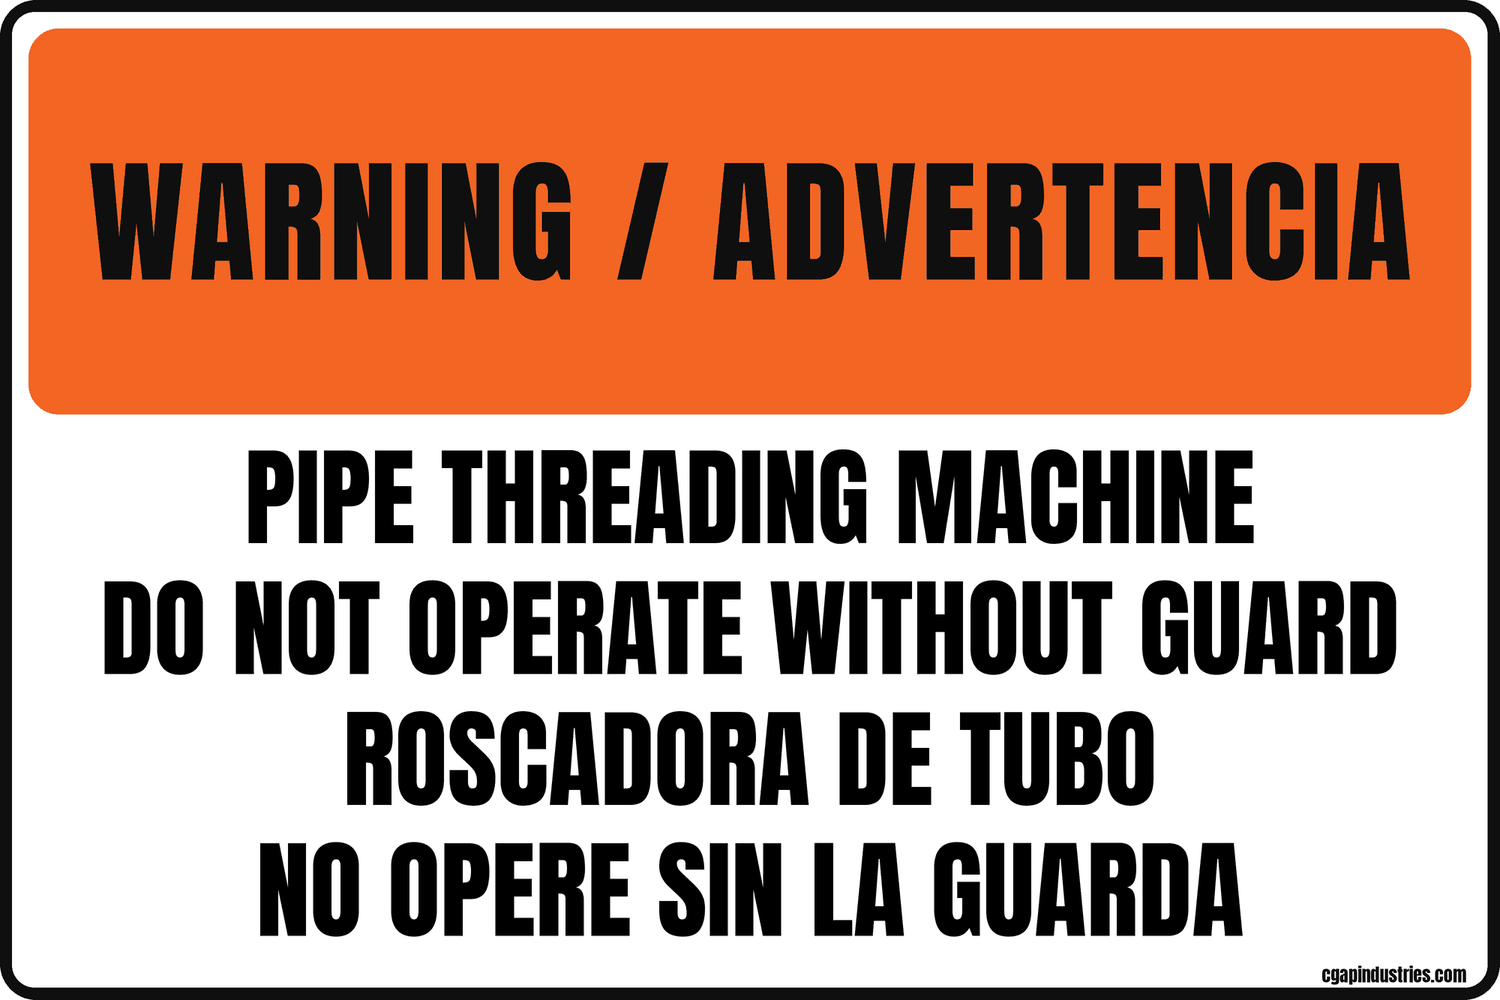 WARNING / ADVERTENCIA
PIPE THREADING MACHINE
DO NOT OPERATE WITHOUT GUARD
ROSCADORA DE TUBO
NO OPERE SIN LA GUARDA
cgapindustries.com